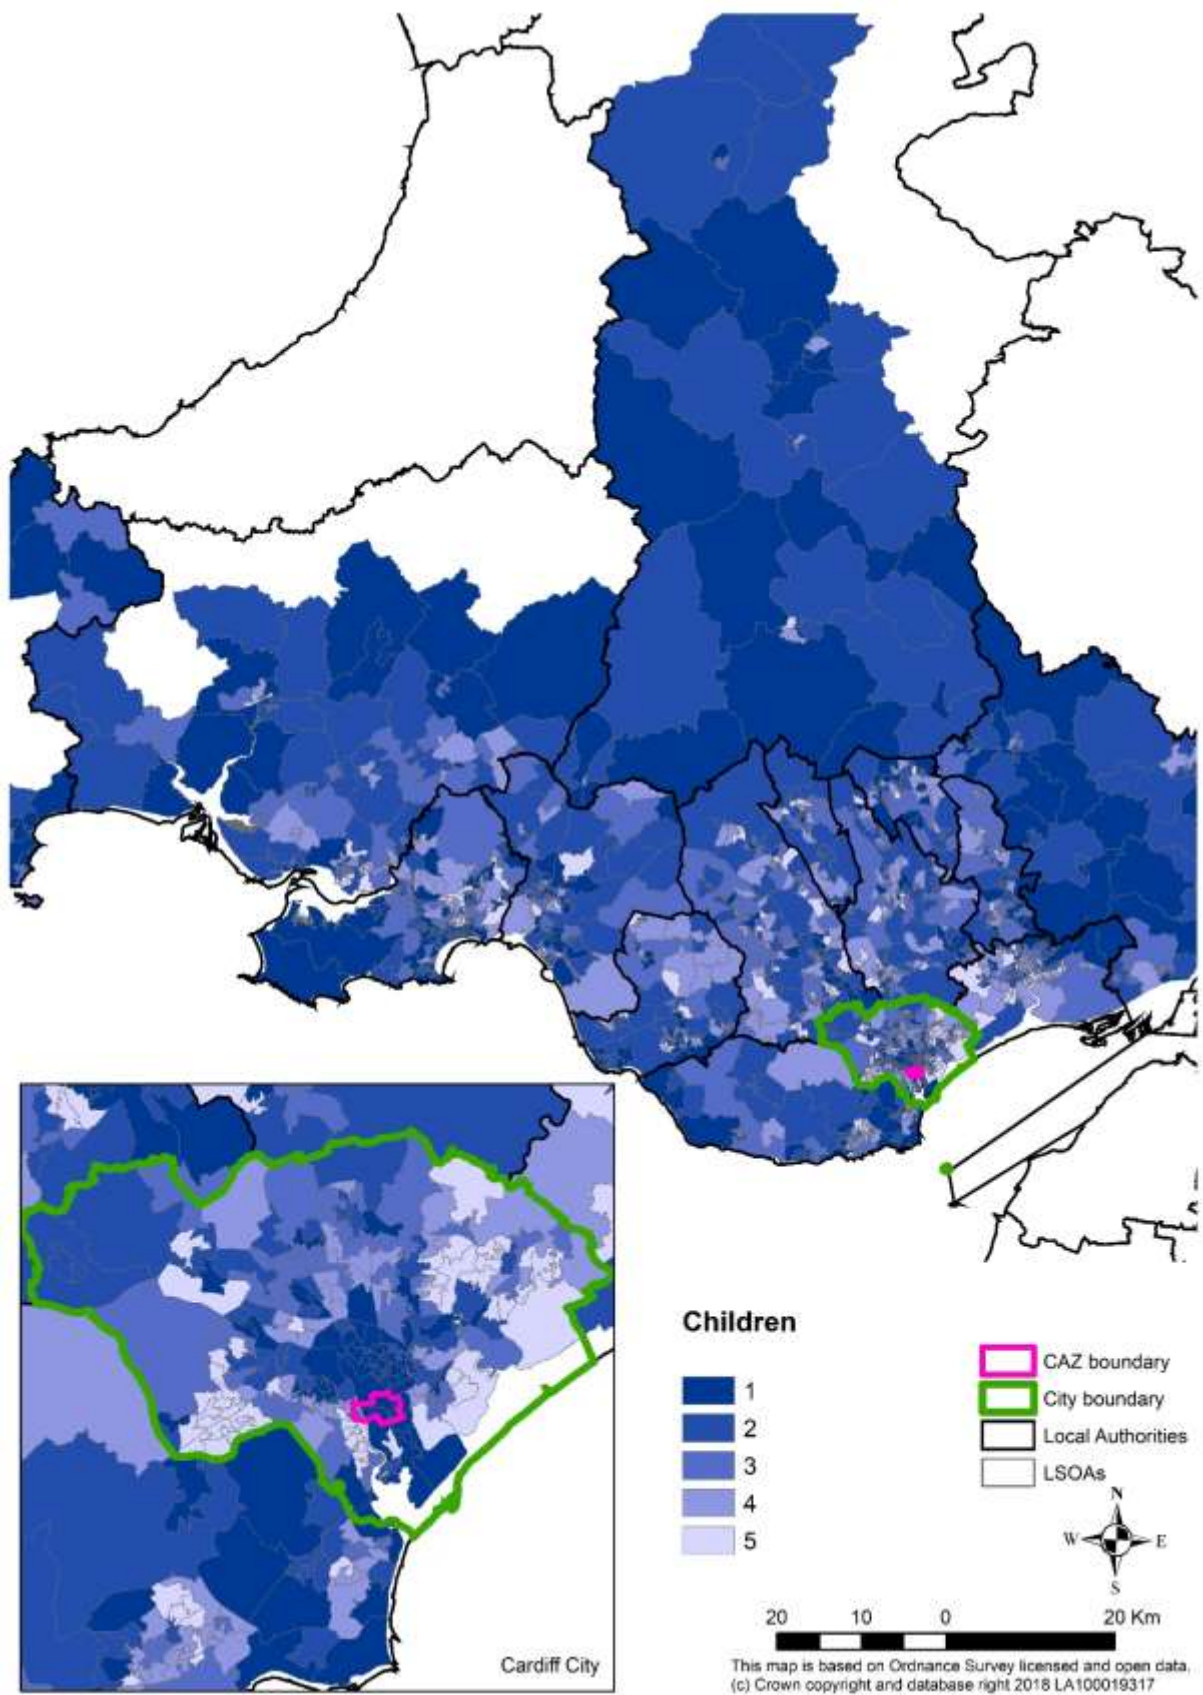 Cardiff City
Children
1
2
3
4
5
CAZ boundary
City boundary
Local Authorities
LSOAs
N
W
E
S
20 10 0 20 Km
This map is based on Ordnance Survey licensed and open data.
(c) Crown copyright and database right 2018 LA100019317